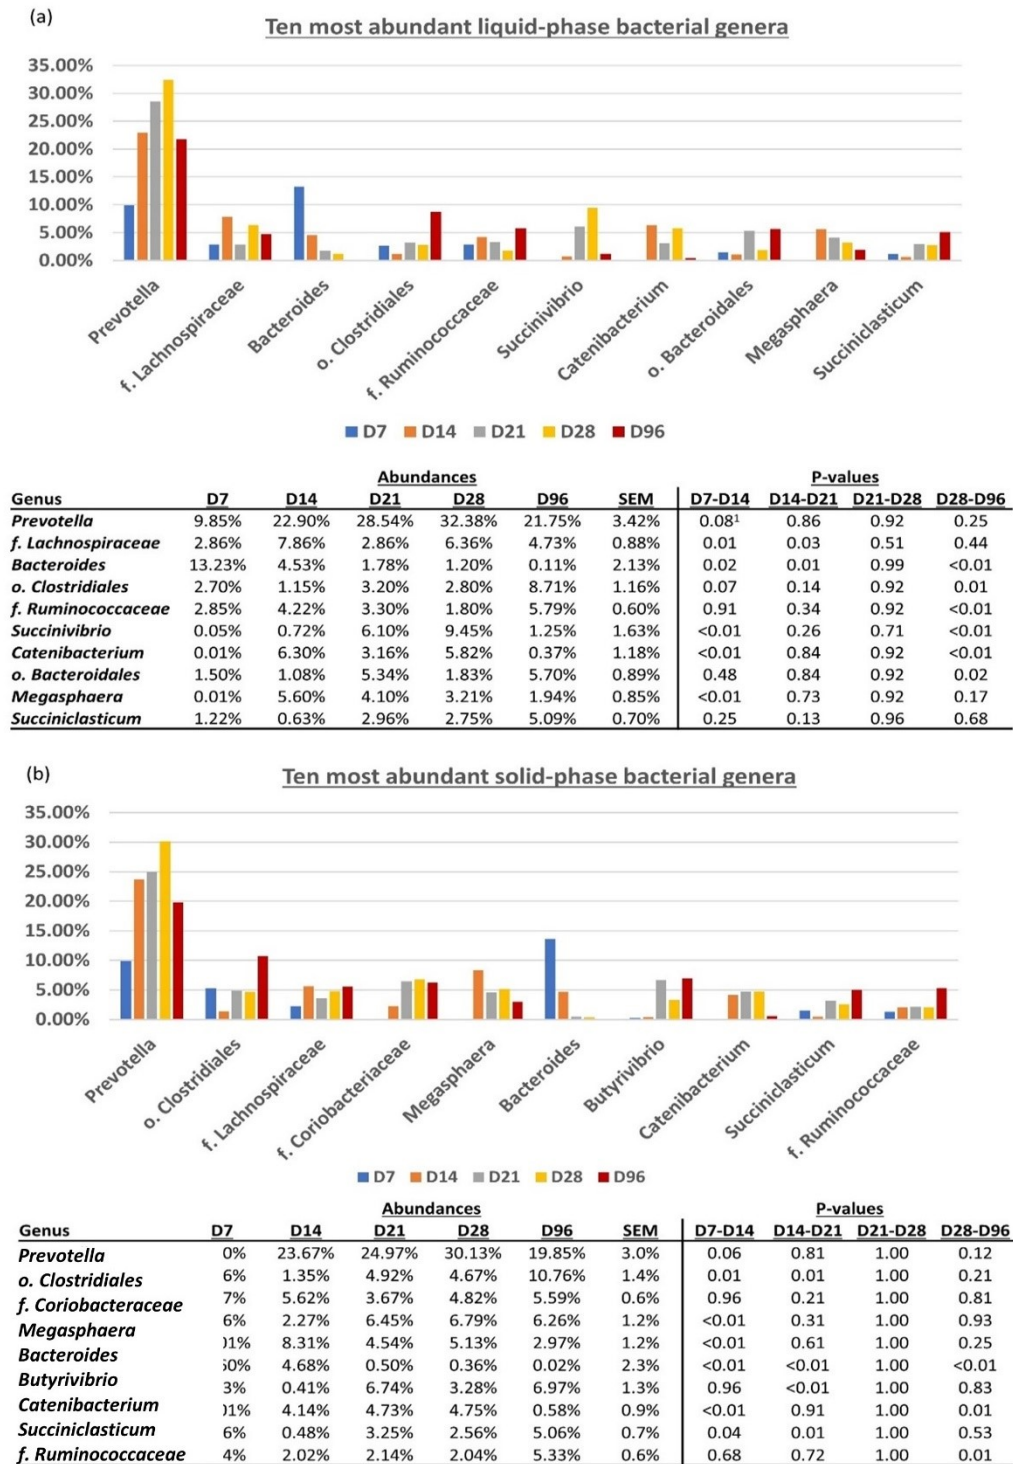 (a)
Ten most abundant liquid-phase bacterial genera
35.00%
30.00%
25.00%
20.00%
15.00%
10.00%
5.00%
0.00%
Prevotella
f. Lachnospiraceae
Bacteroides
o. Clostridiales
f. Ruminoccaceae
Succinivibrio
Catenibacterium
o. Bacteroidales
Megasphaera
Succiniclasticum
D7 D14 D21 D28 D96
Abundances P-values
Genus D7 D14 D21 D28 D96 SEM D7-D14 D14-D21 D21-D28 D28-D96
Prevotella 9.85% 22.90% 28.54% 32.38% 21.75% 3.42% 0.08¹ 0.86 0.92 0.25
f. Lachnospiraceae 2.86% 7.86% 2.86% 6.36% 4.73% 0.88% 0.01 0.03 0.51 0.44
Bacteroides 13.23% 4.53% 1.78% 1.20% 0.11% 2.13% 0.02 0.01 0.99 <0.01
o. Clostridiales 2.70% 1.15% 3.20% 2.80% 8.71% 1.16% 0.07 0.14 0.92 0.01
f. Ruminococcaceae 2.85% 4.22% 3.30% 1.80% 5.79% 0.60% 0.91 0.34 0.92 <0.01
Succinivibrio 0.05% 0.72% 6.10% 9.45% 1.25% 1.63% <0.01 0.26 0.71 <0.01
Catenibacterium 0.01% 6.30% 3.16% 5.82% 0.37% 1.18% <0.01 0.84 0.92 <0.01
o. Bacteroidales 1.50% 1.08% 5.34% 1.83% 5.70% 0.89% 0.48 0.84 0.92 0.02
Megasphaera 0.01% 5.60% 4.10% 3.21% 1.94% 0.85% <0.01 0.73 0.92 0.17
Succiniclasticum 1.22% 0.63% 2.96% 2.75% 5.09% 0.70% 0.25 0.13 0.96 0.68
(b)
Ten most abundant solid-phase bacterial genera
35.00%
30.00%
25.00%
20.00%
15.00%
10.00%
5.00%
0.00%
Prevotella
o. Clostridiales
f. Lachnospiraceae
f. Coriobacteriaceae
Megasphaera
Bacteroides
Butyrivibrio
Catenibacterium
Succiniclasticum
f. Ruminoccaceae
D7 D14 D21 D28 D96
Abundances P-values
Genus D7 D14 D21 D28 D96 SEM D7-D14 D14-D21 D21-D28 D28-D96
Prevotella 0% 23.67% 24.97% 30.13% 19.85% 3.0% 0.06 0.81 1.00 0.12
o. Clostridiales 6% 1.35% 4.92% 4.67% 10.76% 1.4% 0.01 0.01 1.00 0.21
f. Coriobacteraceae 7% 5.62% 3.67% 4.82% 5.59% 0.6% 0.96 0.21 1.00 0.81
Megasphaera 6% 2.27% 6.45% 6.79% 6.26% 1.2% <0.01 0.31 1.00 0.93
Bacteroides 1% 8.31% 4.54% 5.13% 2.97% 1.2% <0.01 0.61 1.00 0.25
0% 4.68% 0.50% 0.36% 0.02% 2.3% <0.01 <0.01 1.00 <0.01
Butyrivibrio 3% 0.41% 6.74% 3.28% 6.97% 1.3% 0.96 <0.01 1.00 0.83
Catenibacterium 1% 4.14% 4.73% 4.75% 0.58% 0.9% <0.01 0.91 1.00 0.01
Succiniclasticum 6% 0.48% 3.25% 2.56% 5.06% 0.7% 0.04 0.01 1.00 0.53
f. Ruminococcaceae 4% 2.02% 2.14% 2.04% 5.33% 0.6% 0.68 0.72 1.00 0.01